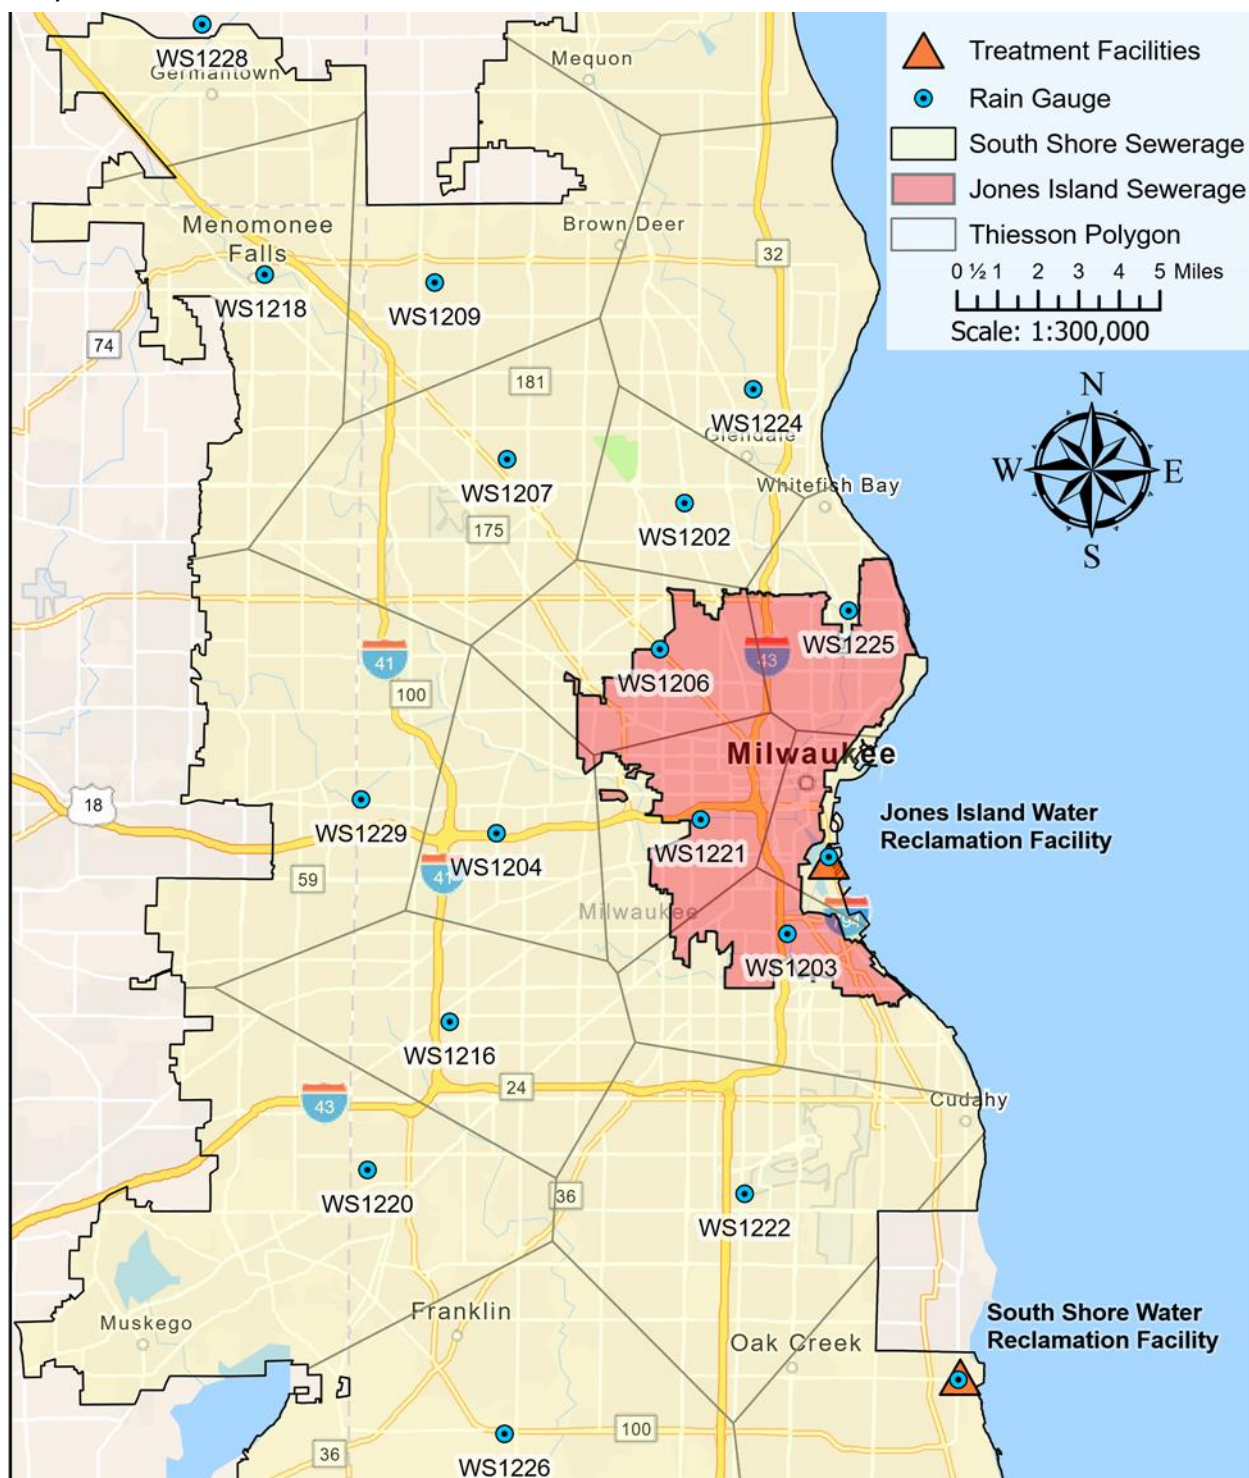 WS1228
Germantown
Mequon
Treatment Facilities
Rain Gauge
South Shore Sewerage
Jones Island Sewerage
Thiesson Polygon
0 ½ 1 2 3 4 5 Miles
Scale: 1:300,000
Menomonee
Falls
Brown Deer
32
WS1218
WS1209
74
181
N
W E
S
WS1224
Glendale
WS1207
Whitefish Bay
175
WS1202
WS1225
41
43
WS1206
100
Milwaukee
18
WS1229
WS1204
WS1221
Jones Island Water
Reclamation Facility
59
41
Milwaukee
WS1203
WS1216
24
43
Cudahy
WS1220
36
WS1222
Muskego
Franklin
Oak Creek
South Shore Water
Reclamation Facility
100
36
WS1226